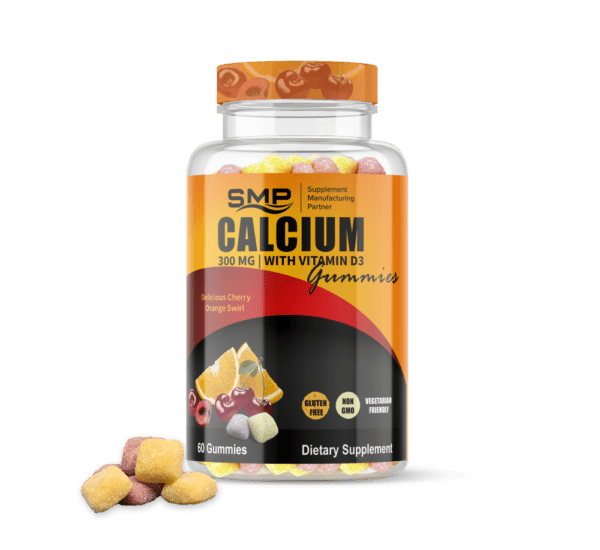 SMP
Supplement
Manufacturing
Partner
CALCIUM
300 MG | WITH VITAMIN D3
Gummies
Delicious Cherry
Orange Swirl
GLUTEN
FREE
NON
GMO
VEGETARIAN
FRIENDLY
60 Gummies
Dietary Supplement